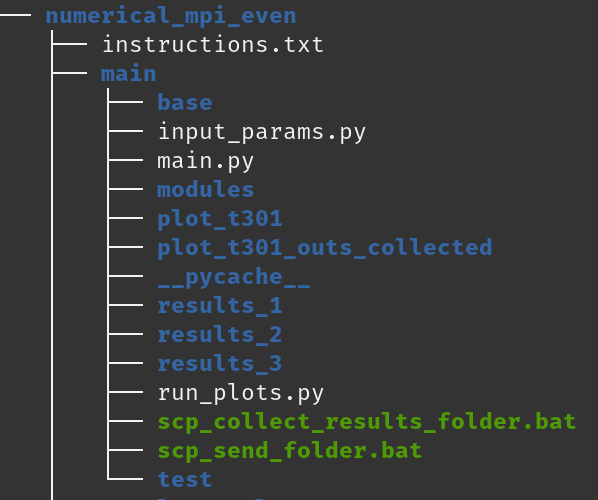 numerical_mpi_even
instructions.txt
main
base
input_params.py
main.py
modules
plot_t301
plot_t301_outs_collected
__pycache__
results_1
results_2
results_3
run_plots.py
scp_collect_results_folder.bat
scp_send_folder.bat
test